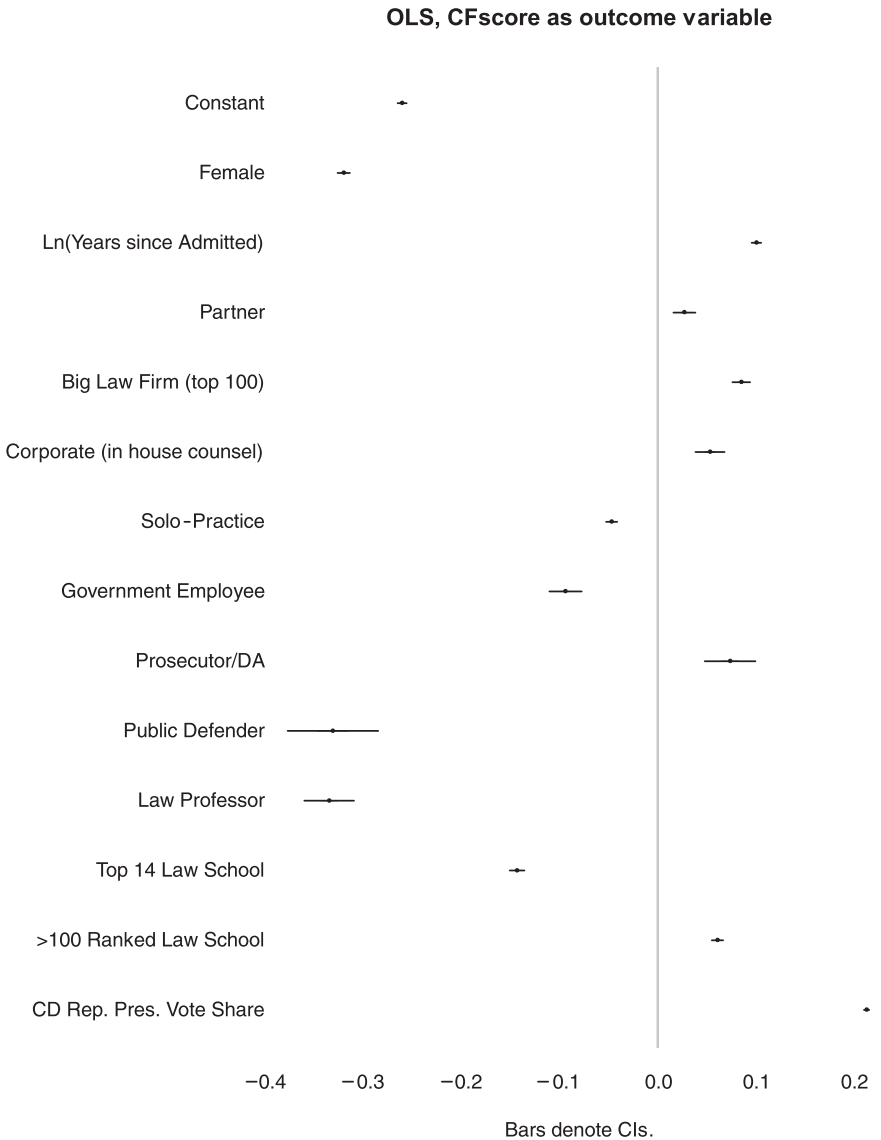 OLS, CFscore as outcome variable
Constant
Female
Ln(Years since Admitted)
Partner
Big Law Firm (top 100)
Corporate (in house counsel)
Solo-Practice
Government Employee
Prosecutor/DA
Public Defender
Law Professor
Top 14 Law School
>100 Ranked Law School
CD Rep. Pres. Vote Share
−0.4 −0.3 −0.2 −0.1 0.0 0.1 0.2
Bars denote CIs.